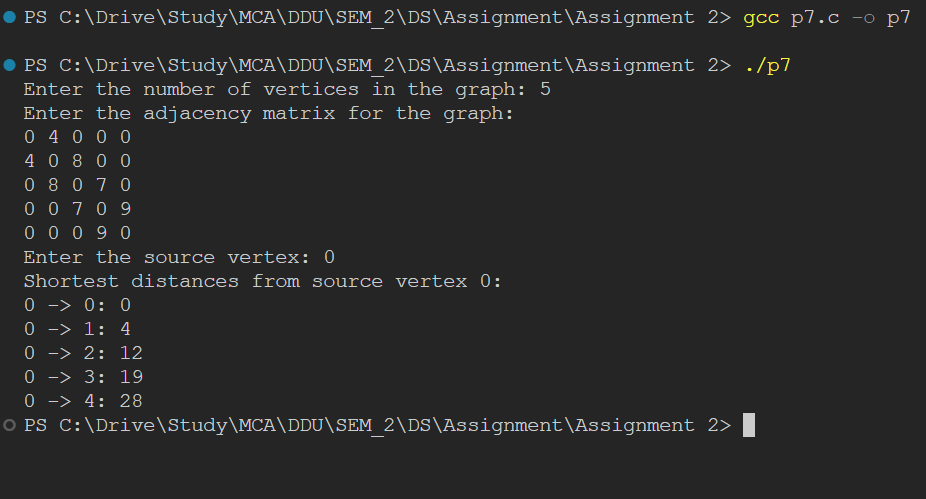 PS C:\Drive\Study\MCA\DDU\SEM_2\DS\Assignment\Assignment 2> gcc p7.c -o p7
PS C:\Drive\Study\MCA\DDU\SEM_2\DS\Assignment\Assignment 2> ./p7
Enter the number of vertices in the graph: 5
Enter the adjacency matrix for the graph:
0 4 0 0 0
4 0 8 0 0
0 8 0 7 0
0 0 7 0 9
0 0 0 9 0
Enter the source vertex: 0
Shortest distances from source vertex 0:
0 -> 0: 0
0 -> 1: 4
0 -> 2: 12
0 -> 3: 19
0 -> 4: 28
PS C:\Drive\Study\MCA\DDU\SEM_2\DS\Assignment\Assignment 2>